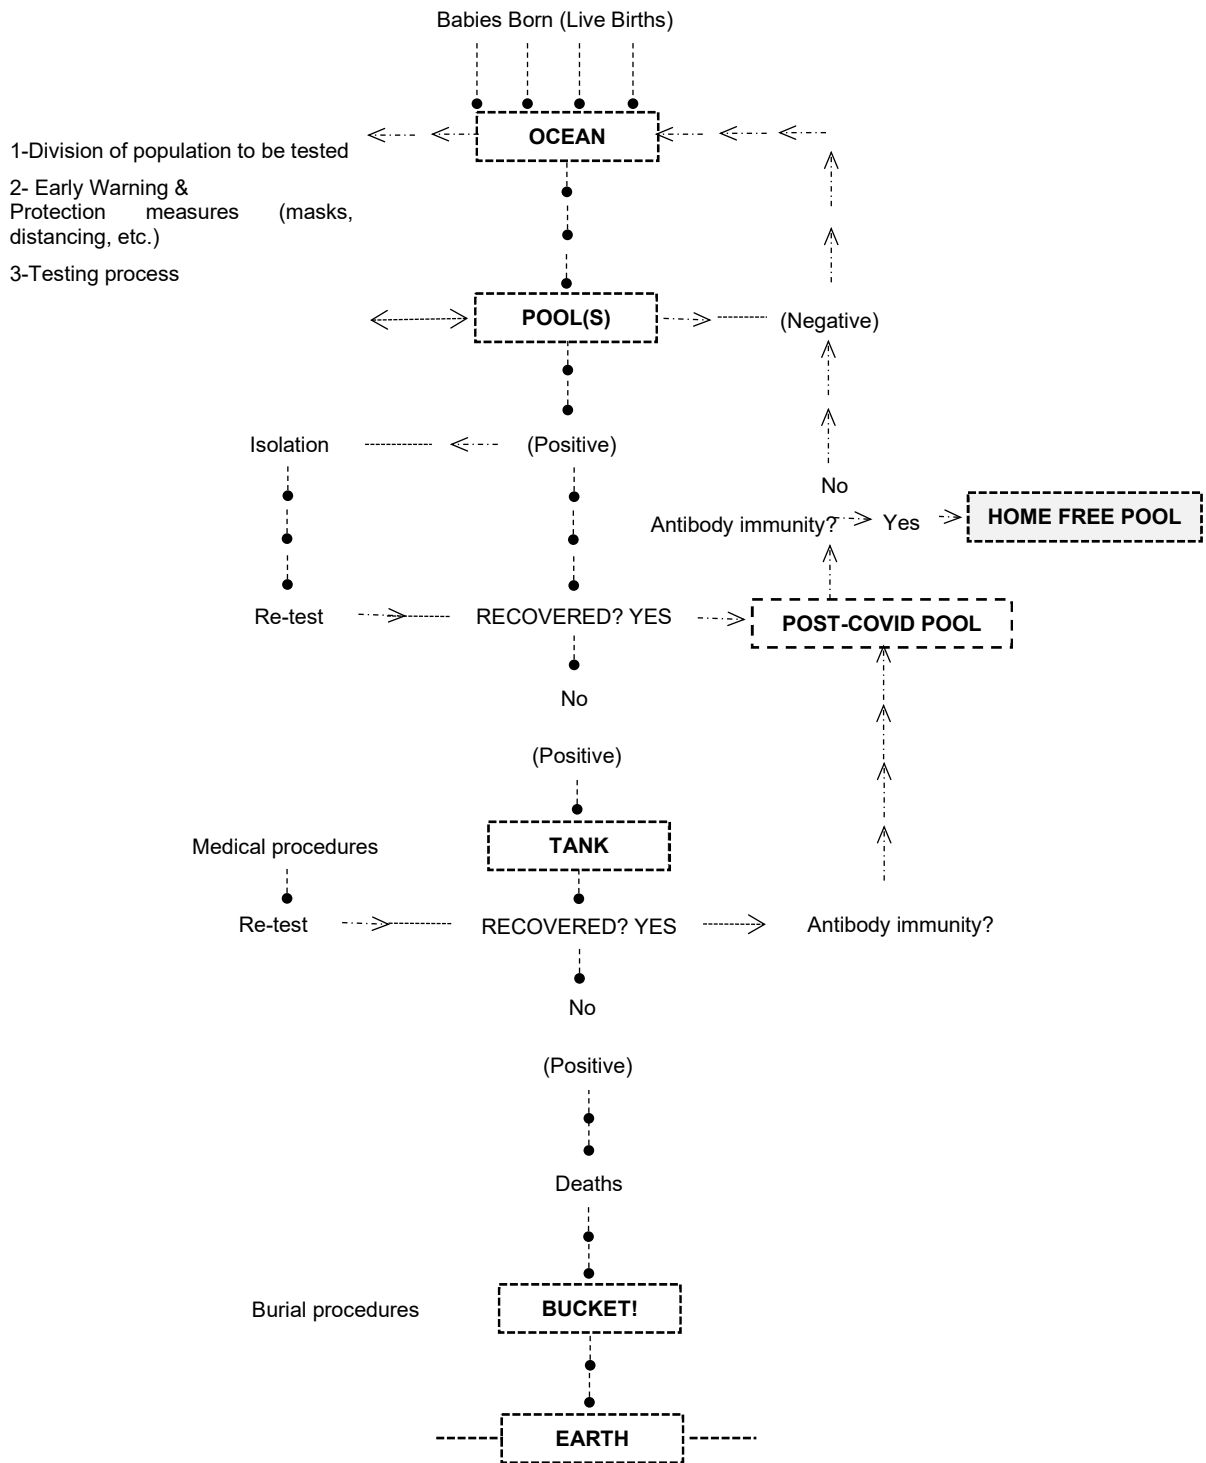 Babies Born (Live Births)
OCEAN
1-Division of population to be tested
2- Early Warning &
Protection measures (masks,
distancing, etc.)
3-Testing process
POOL(S)
(Negative)
Isolation
(Positive)
No
Antibody immunity?
Yes
HOME FREE POOL
Re-test
RECOVERED? YES
POST-COVID POOL
No
(Positive)
Medical procedures
TANK
Re-test
RECOVERED? YES
Antibody immunity?
No
(Positive)
Deaths
Burial procedures
BUCKET!
EARTH